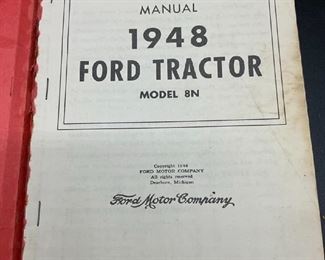 MANUAL
1948
FORD TRACTOR
MODEL 8N
Copyright 1948
FORD MOTOR COMPANY
All rights reserved
Dearborn, Michigan
Ford Motor Company